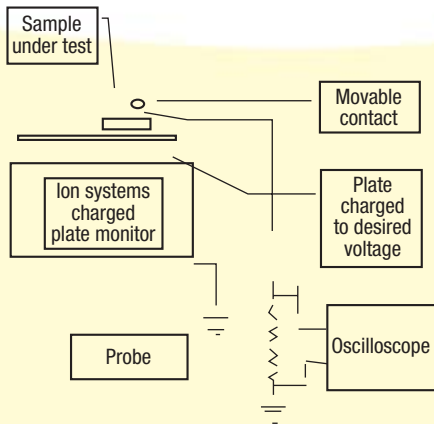 Sample
under test
Movable
contact
Ion systems
charged
plate monitor
Plate
charged
to desired
voltage
Probe
Oscilloscope